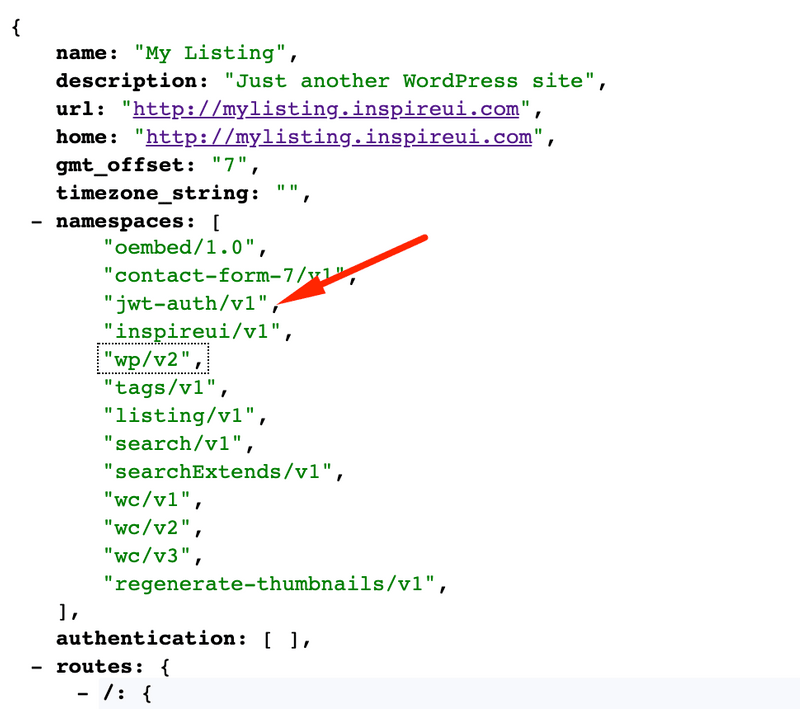 {
name: "My Listing",
description: "Just another WordPress site",
url: "http://mylisting.inspireui.com",
home: "http://mylisting.inspireui.com",
gmt_offset: "7",
timezone_string: "",
- namespaces: [
"oembed/1.0",
"contact-form-7/v1",
"jwt-auth/v1",
"inspireui/v1",
"wp/v2",
"tags/v1",
"listing/v1",
"search/v1",
"searchExtends/v1",
"wc/v1",
"wc/v2",
"wc/v3",
"regenerate-thumbnails/v1",
],
authentication: [ ],
- routes: {
- /: {